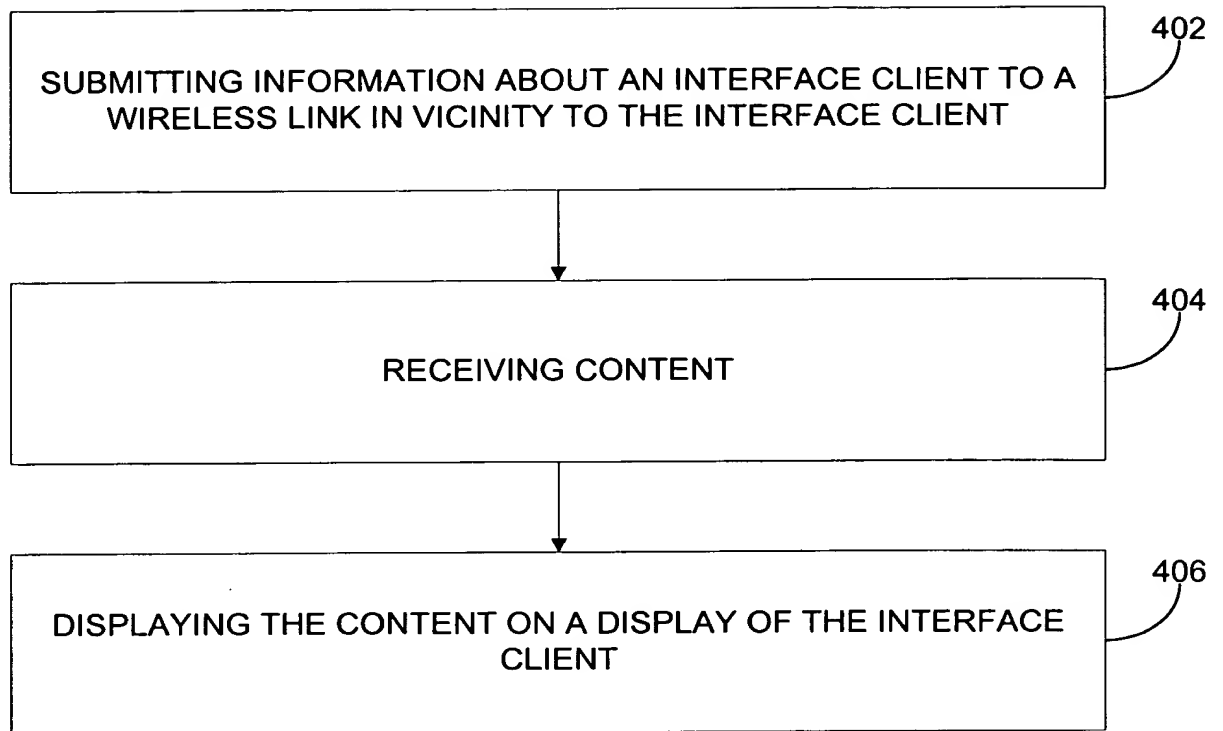 402
SUBMITTING INFORMATION ABOUT AN INTERFACE CLIENT TO A
WIRELESS LINK IN VICINITY TO THE INTERFACE CLIENT
404
RECEIVING CONTENT
406
DISPLAYING THE CONTENT ON A DISPLAY OF THE INTERFACE
CLIENT